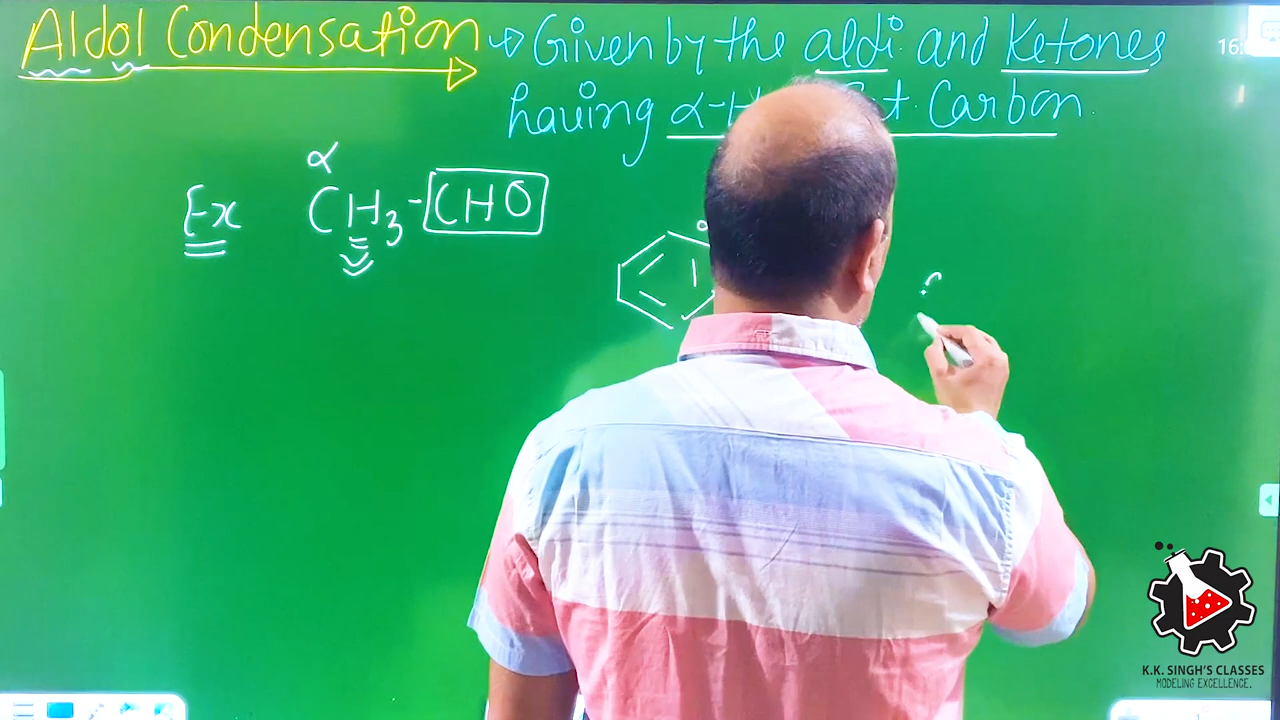 Aldol Condensation → Given by the aldi. and Ketones
having α-H t. Carbon.
α
Ex CH3-CHO
α
16:
K.K. SINGH'S CLASSES
MODELING EXCELLENCE.